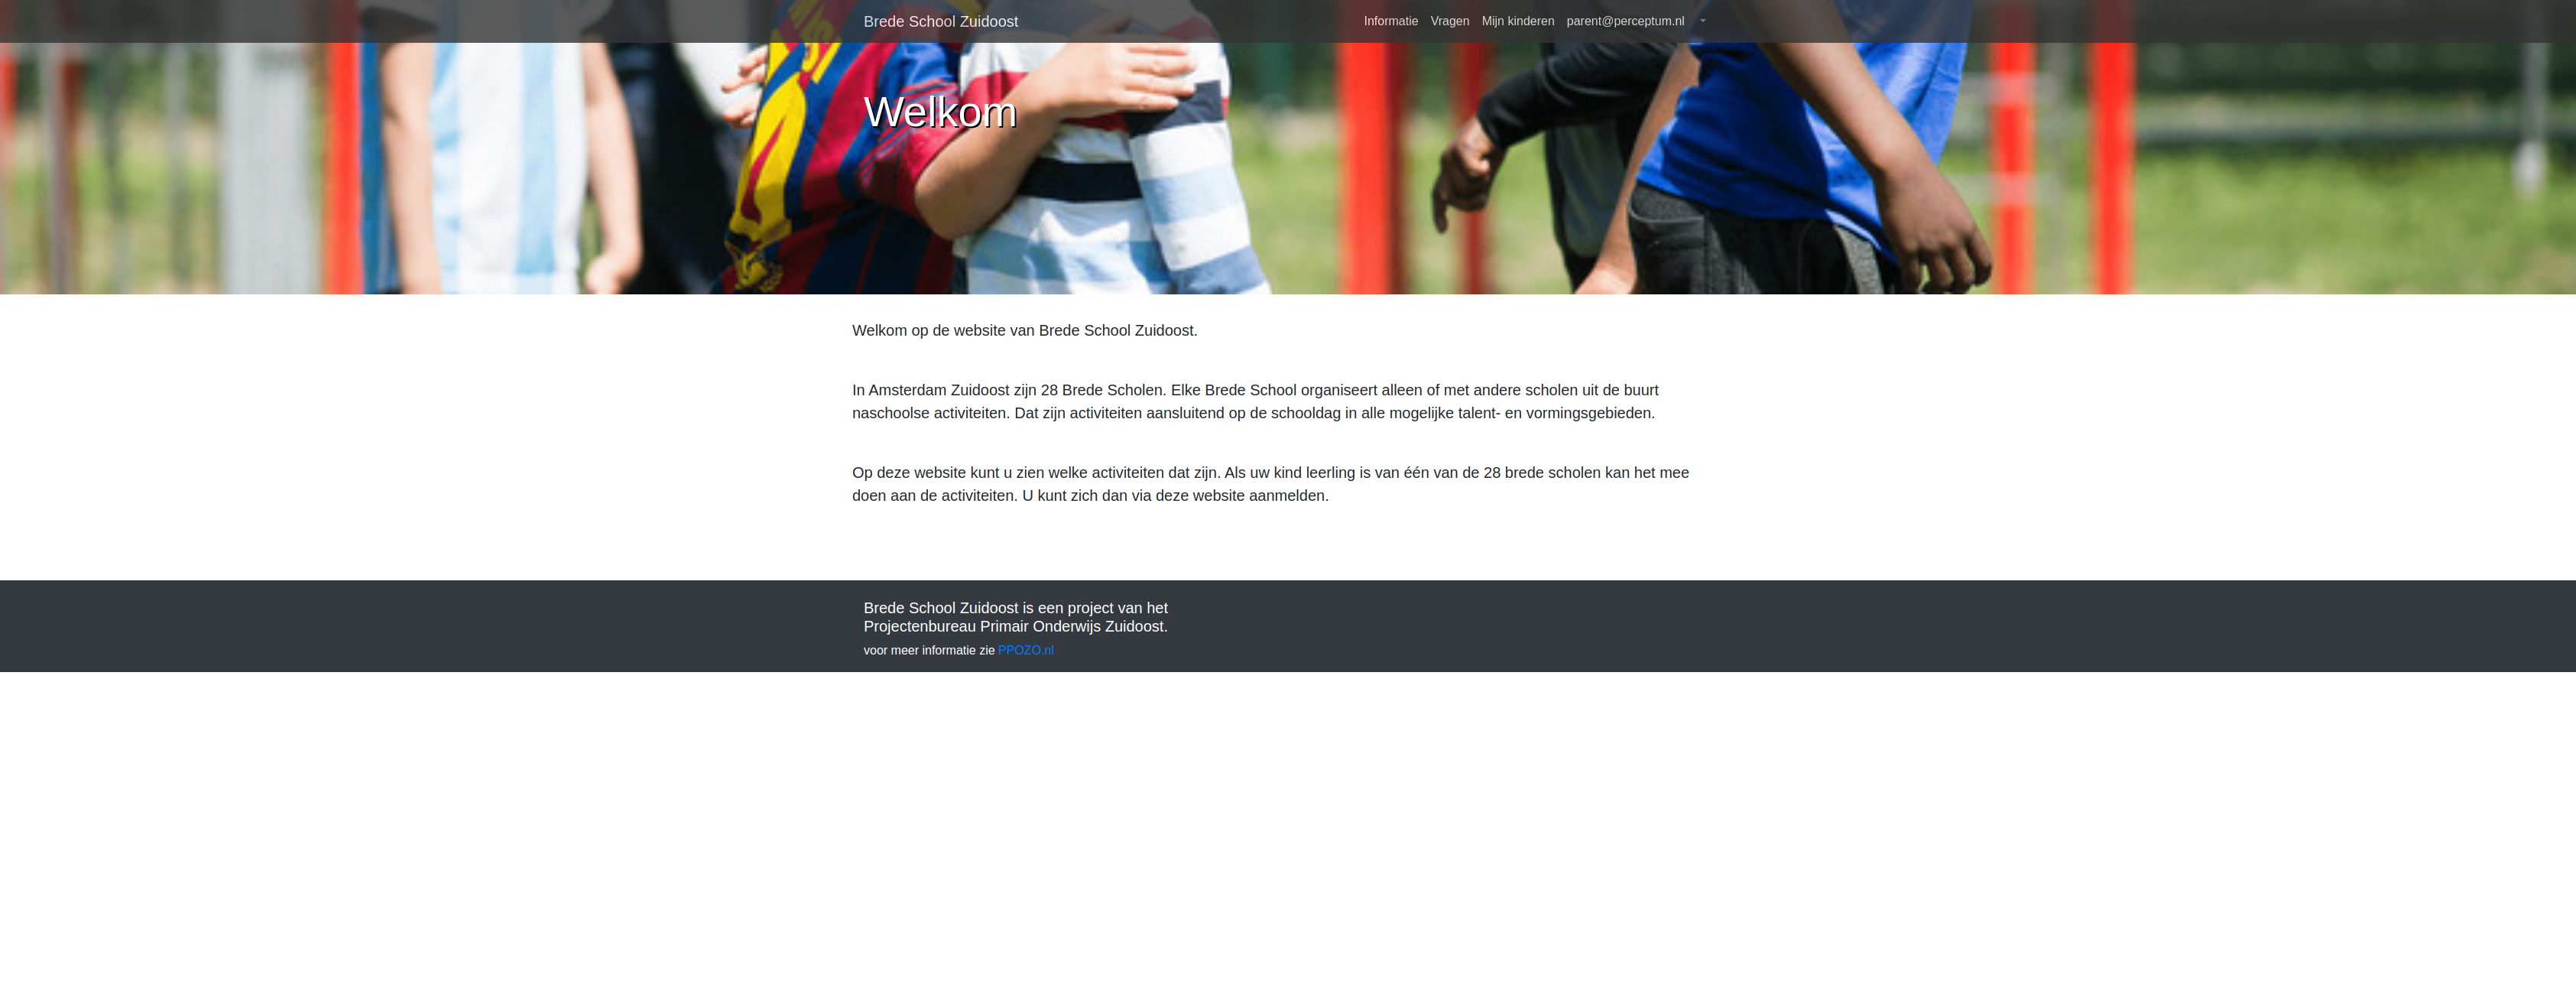 Brede School Zuidoost
Informatie Vragen Mijn kinderen parent@perceptum.nl
Welkom
Welkom op de website van Brede School Zuidoost.
In Amsterdam Zuidoost zijn 28 Brede Scholen. Elke Brede School organiseert alleen of met andere scholen uit de buurt
naschoolse activiteiten. Dat zijn activiteiten aansluitend op de schooldag in alle mogelijke talent- en vormingsgebieden.
Op deze website kunt u zien welke activiteiten dat zijn. Als uw kind leerling is van één van de 28 brede scholen kan het mee
doen aan de activiteiten. U kunt zich dan via deze website aanmelden.
Brede School Zuidoost is een project van het
Projectenbureau Primair Onderwijs Zuidoost.
voor meer informatie zie PPOZO.nl